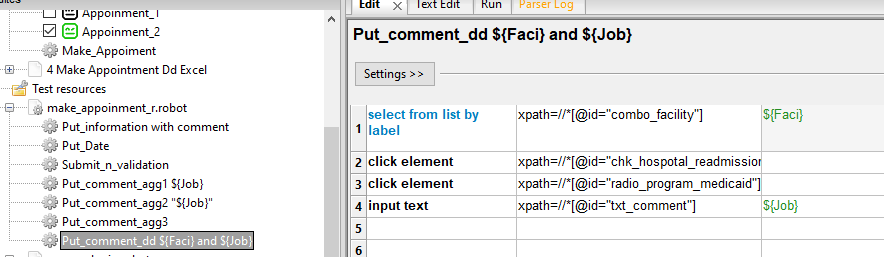 Appoinment_1
Appoinment_2
Make_Appoiment
4 Make Appointment Dd Excel
Test resources
make_appoinment_r.robot
Put_information with comment
Put_Date
Submit_n_validation
Put_comment_agg1 ${Job}
Put_comment_agg2 "${Job}"
Put_comment_agg3
Put_comment_dd ${Faci} and ${Job}
Edit Text Edit Run Parser Log
Put_comment_dd ${Faci} and ${Job}
Settings >>
1 select from list by label xpath=//*[@id="combo_facility"] ${Faci}
2 click element xpath=//*[@id="chk_hospotal_readmission
3 click element xpath=//*[@id="radio_program_medicaid"]
4 input text xpath=//*[@id="txt_comment"] ${Job}
5
6